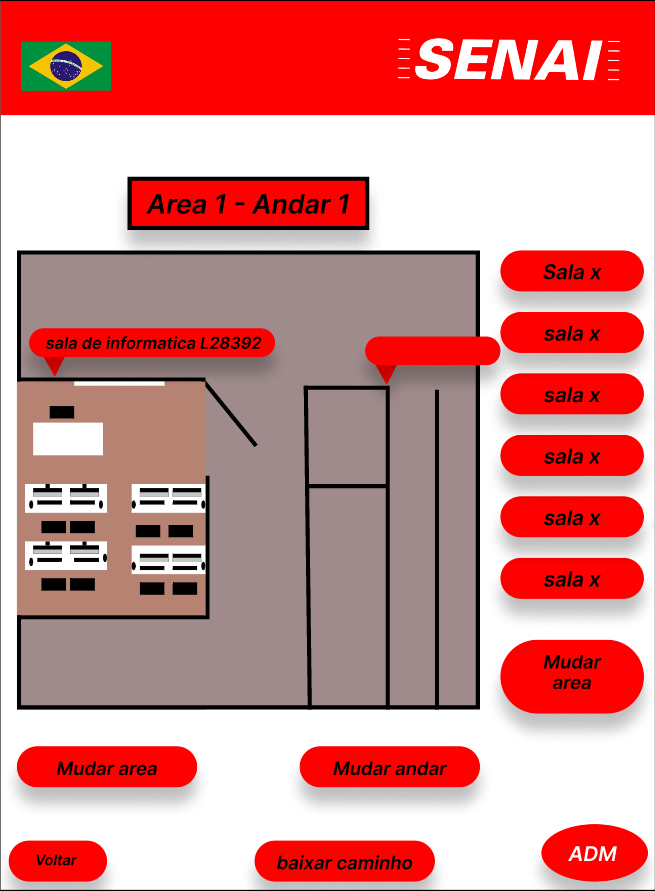 SENAI
Area 1 - Andar 1
Sala x
sala de informatica L28392
sala x
sala x
sala x
sala x
sala x
Mudar
area
Mudar area
Mudar andar
Voltar
baixar caminho
ADM